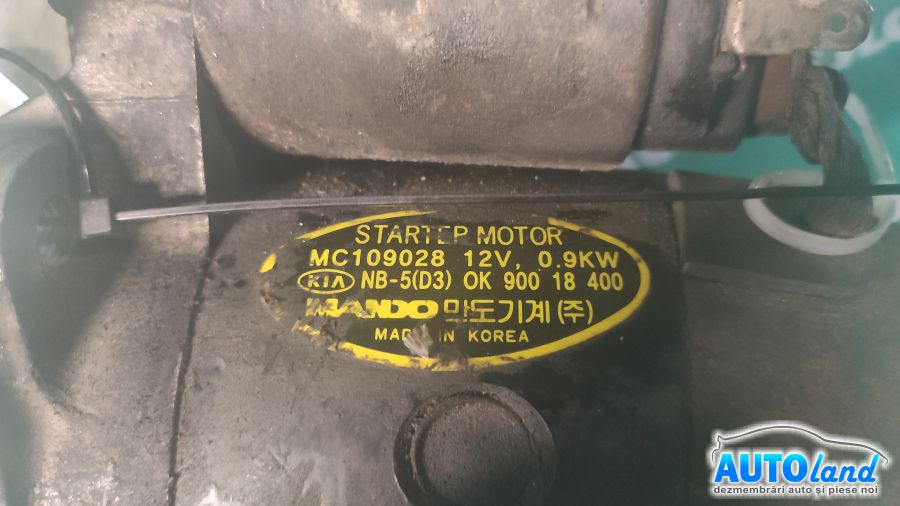 STARTER MOTOR
MC109028 12V, 0.9KW
KIA NB-5(D3) OK 900 18 400
MANDO 만도기계(주)
MADE IN KOREA
AUTOland
dezmembrări auto și piese noi